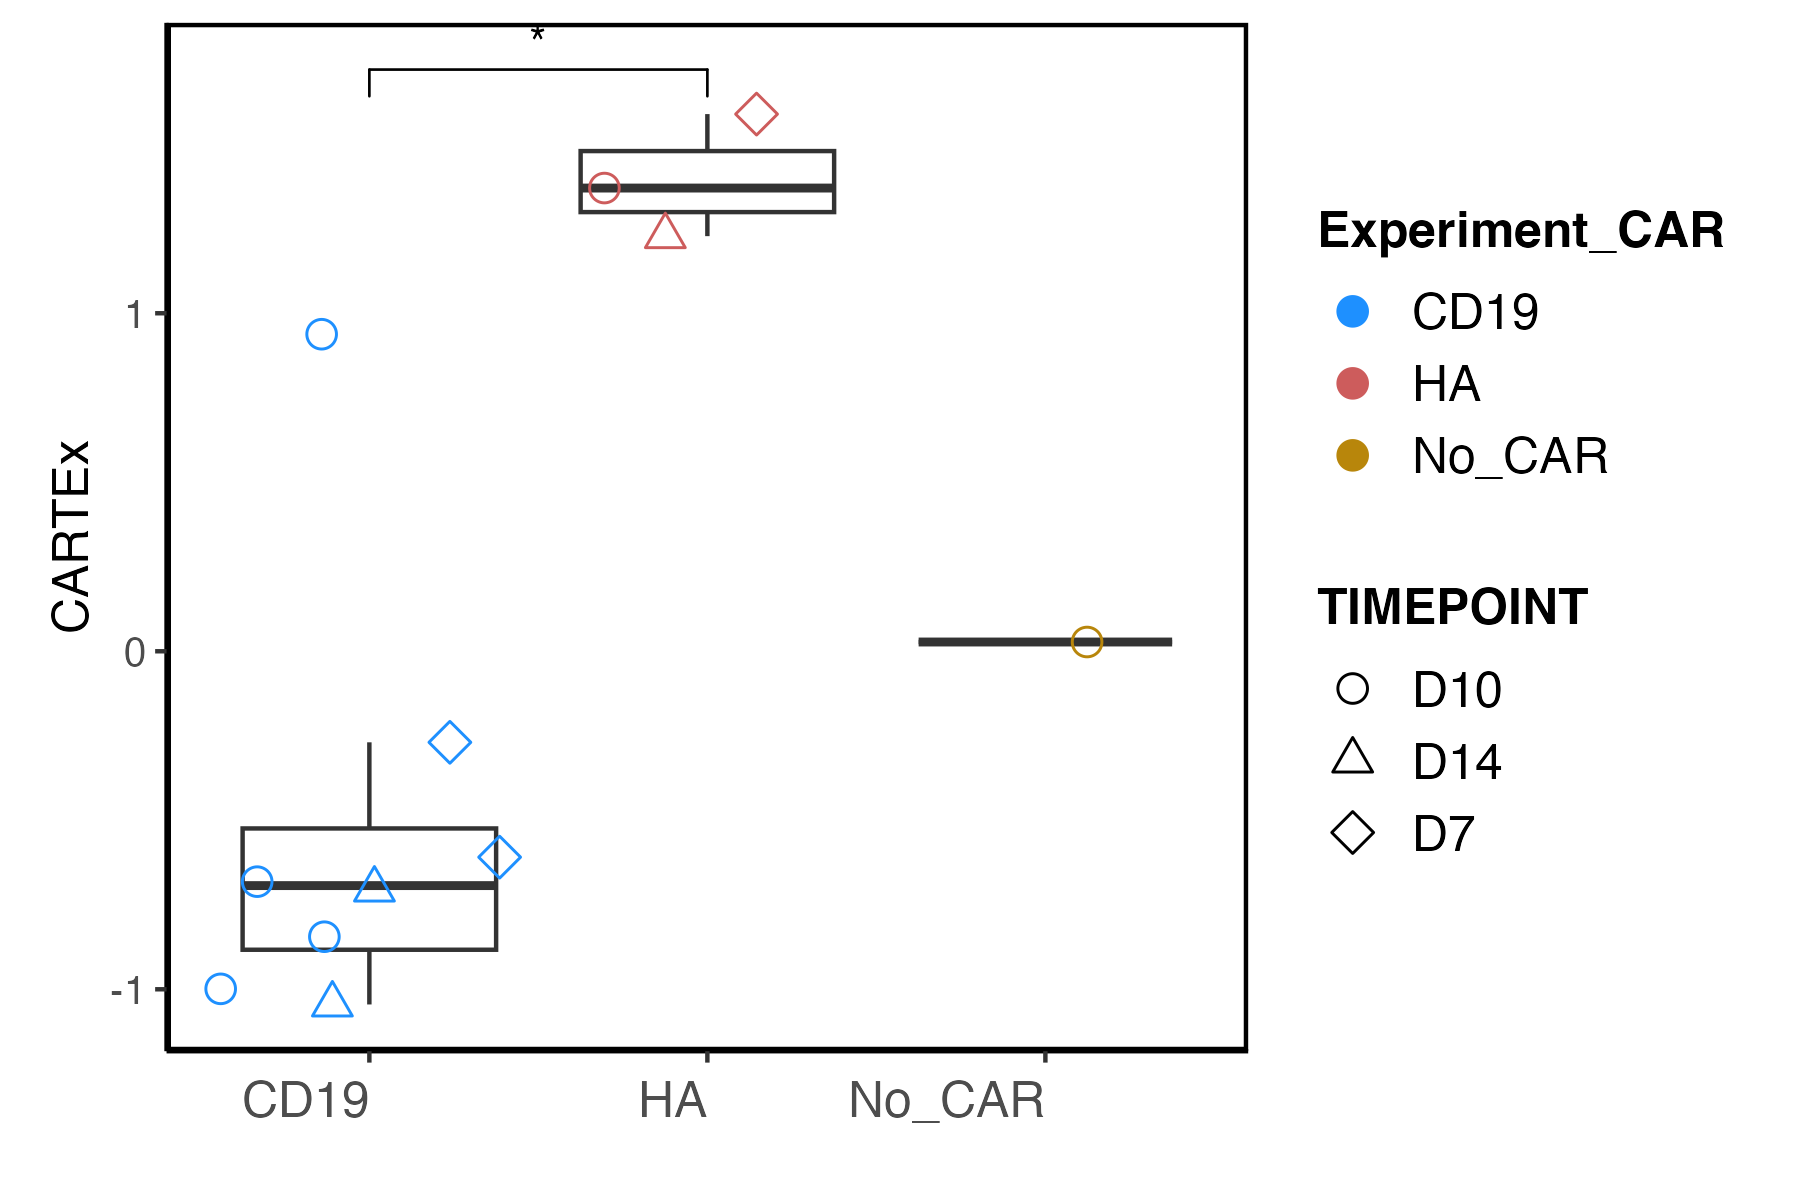 *
CARTEx
1
0
-1
CD19
HA
No_CAR
Experiment_CAR
CD19
HA
No_CAR
TIMEPOINT
D10
D14
D7